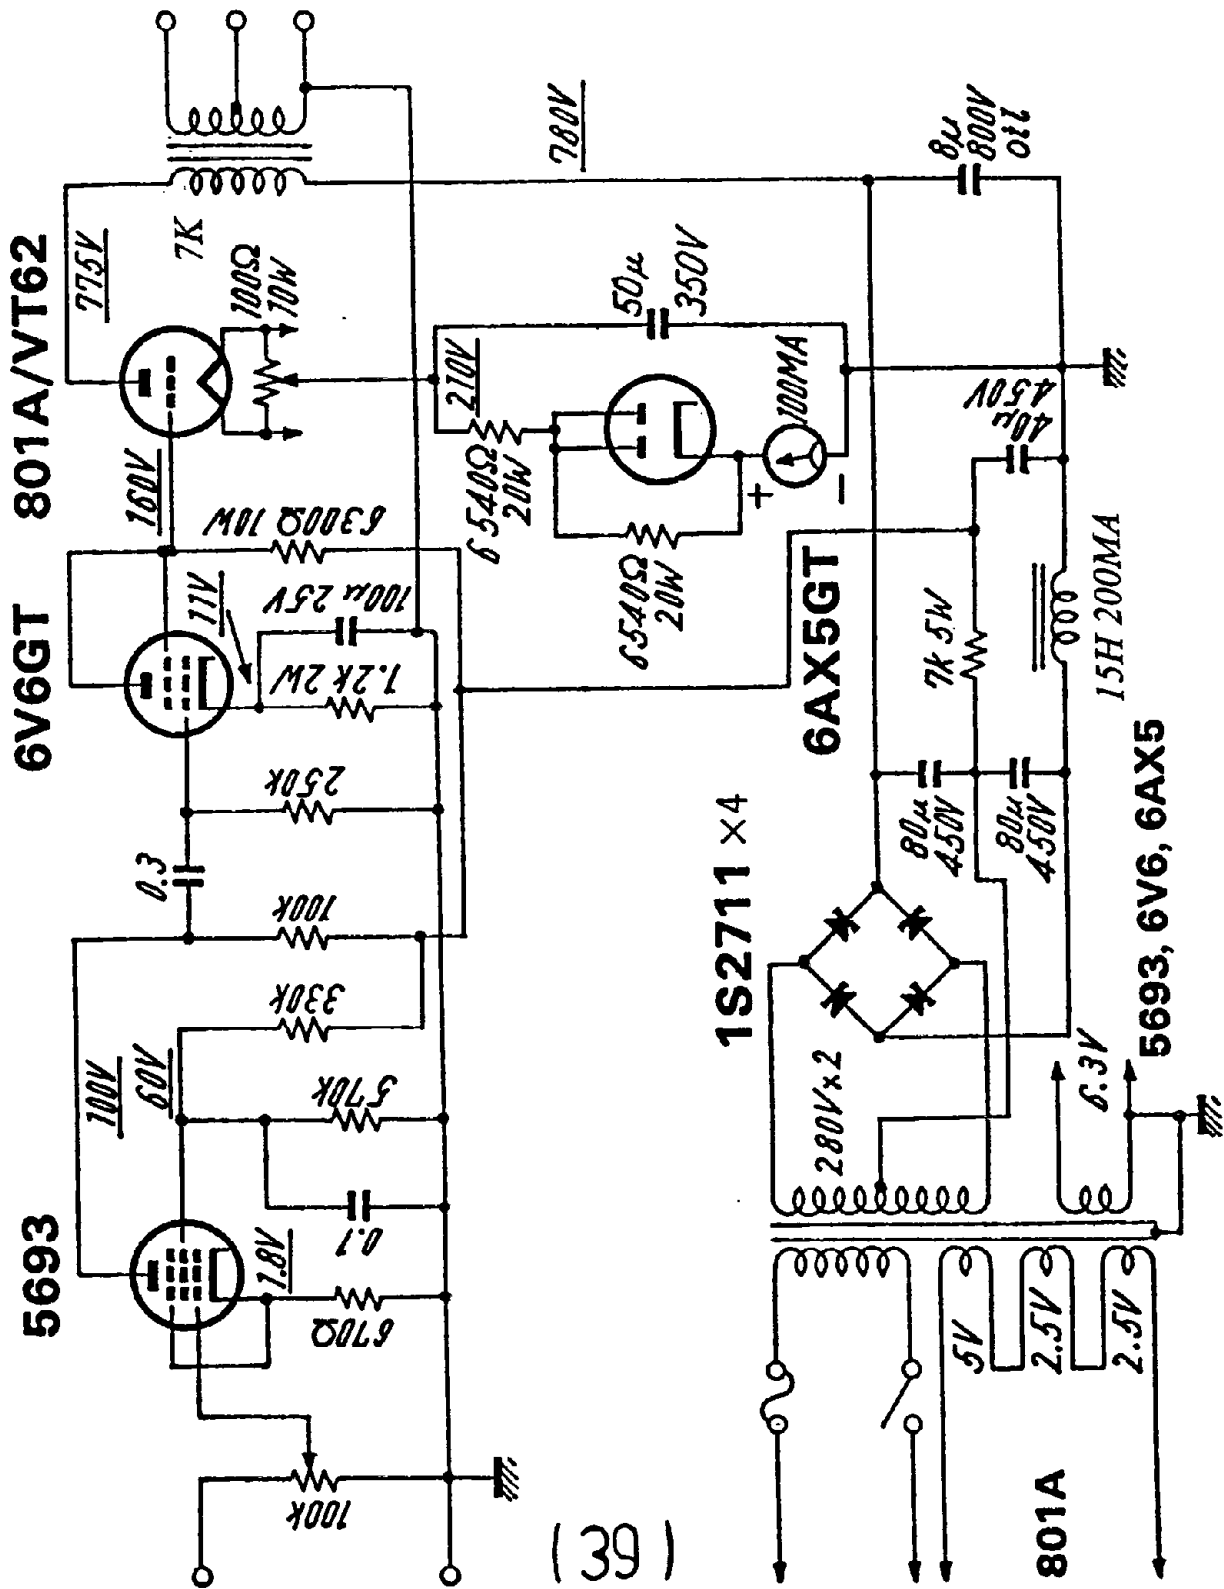 5693
6V6GT
801A/VT62
100V
60V
1.8V
100k
670Ω
0.1
570k
330k
100k
0.3
250k
11V
1.2k 2W
100μ 25V
160V
6300Ω 10W
775V
100Ω
10W
7K
780V
210V
6540Ω
20W
6540Ω
20W
50μ
350V
100MA
+
−
6AX5GT
8μ
800V
oil
40μ
450V
7k 5W
15H 200MA
80μ
450V
80μ
450V
1S2711 ×4
280V×2
6.3V
5693, 6V6, 6AX5
5V
2.5V
2.5V
801A
(39)